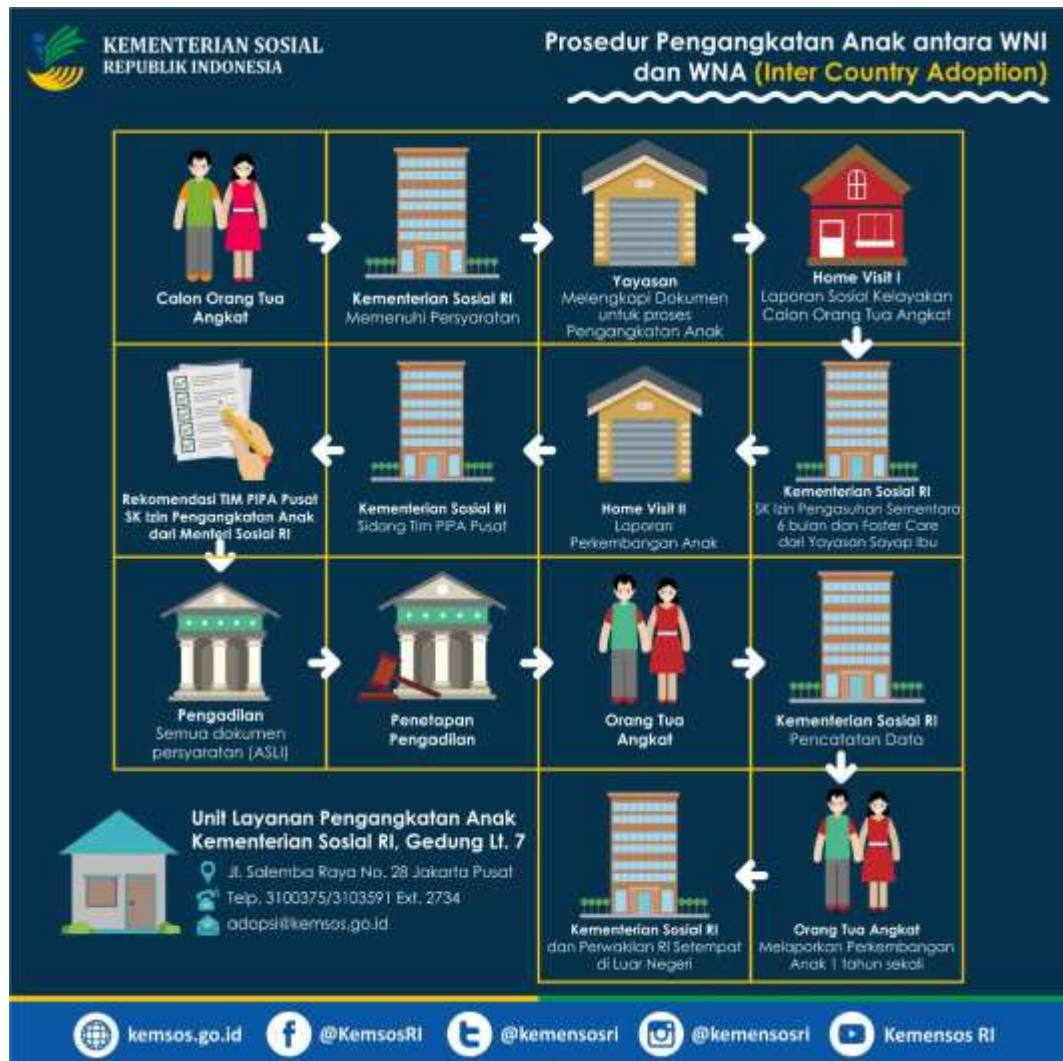 KEMENTERIAN SOSIAL
REPUBLIK INDONESIA
Prosedur Pengangkatan Anak antara WNI
dan WNA (Inter Country Adoption)
Calon Orang Tua
Angkat
Kementerian Sosial RI
Memenuhi Persyaratan
Yayasan
Melengkapi Dokumen
untuk proses
Pengangkatan Anak
Home Visit I
Laporan Sosial Kelayakan
Calon Orang Tua Angkat
Kementerian Sosial RI
SK Izin Pengasuhan Sementara
6 bulan dan Foster Care
dari Yayasan Sayap Ibu
Home Visit II
Laporan
Perkembangan Anak
Kementerian Sosial RI
Sidang Tim PIPA Pusat
Rekomendasi TIM PIPA Pusat
SK Izin Pengangkatan Anak
dari Menteri Sosial RI
Pengadilan
Semua dokumen
persyaratan (ASLI)
Penetapan
Pengadilan
Orang Tua
Angkat
Kementerian Sosial RI
Pencatatan Data
Orang Tua Angkat
Melaporkan Perkembangan
Anak 1 tahun sekali
Kementerian Sosial RI
dan Perwakilan RI Setempat
di Luar Negeri
Unit Layanan Pengangkatan Anak
Kementerian Sosial RI, Gedung Lt. 7
Jl. Salemba Raya No. 28 Jakarta Pusat
Telp. 3100375/3103591 Ext. 2734
adopsi@kemsos.go.id
kemsos.go.id
@KemsosRI
@kemensosri
@kemensosri
Kemensos RI